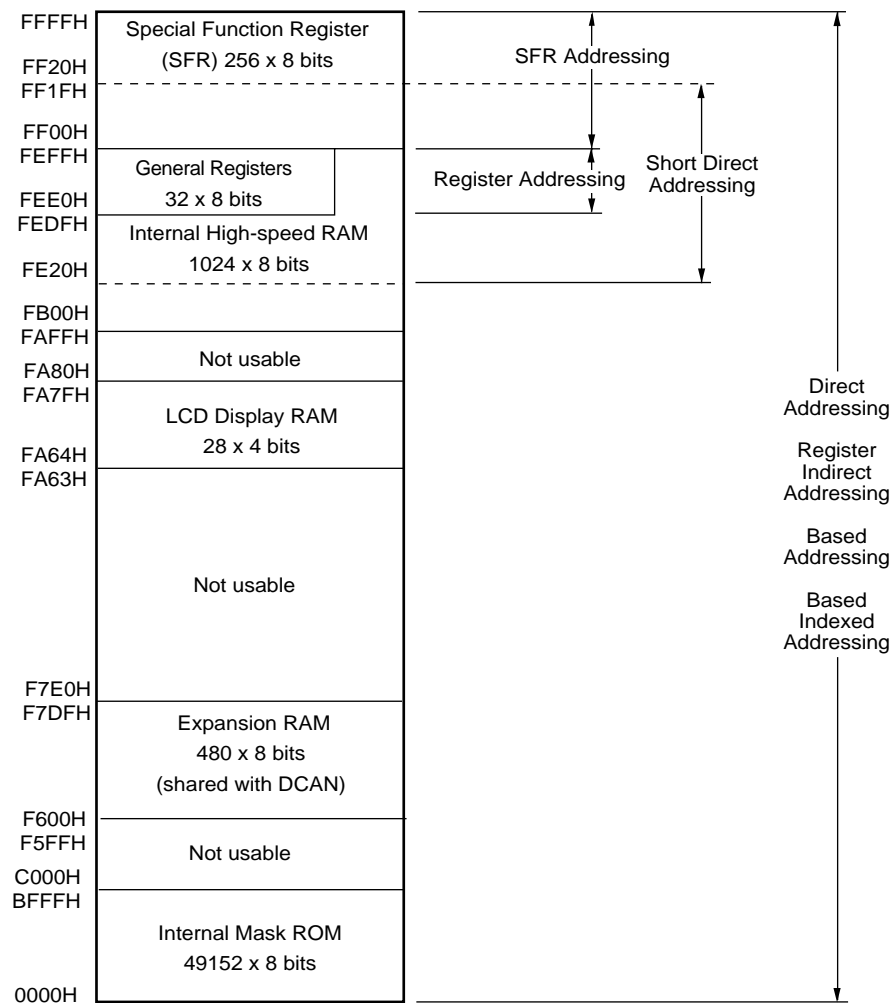 FFFFH
Special Function Register
(SFR) 256 x 8 bits
SFR Addressing
FF20H
FF1FH
FF00H
FEFFH
General Registers
32 x 8 bits
Register Addressing
Short Direct
Addressing
FEE0H
FEDFH
Internal High-speed RAM
1024 x 8 bits
FE20H
FB00H
FAFFH
Not usable
FA80H
FA7FH
LCD Display RAM
28 x 4 bits
FA64H
FA63H
Not usable
Direct
Addressing
Register
Indirect
Addressing
Based
Addressing
Based
Indexed
Addressing
F7E0H
F7DFH
Expansion RAM
480 x 8 bits
(shared with DCAN)
F600H
F5FFH
Not usable
C000H
BFFFH
Internal Mask ROM
49152 x 8 bits
0000H